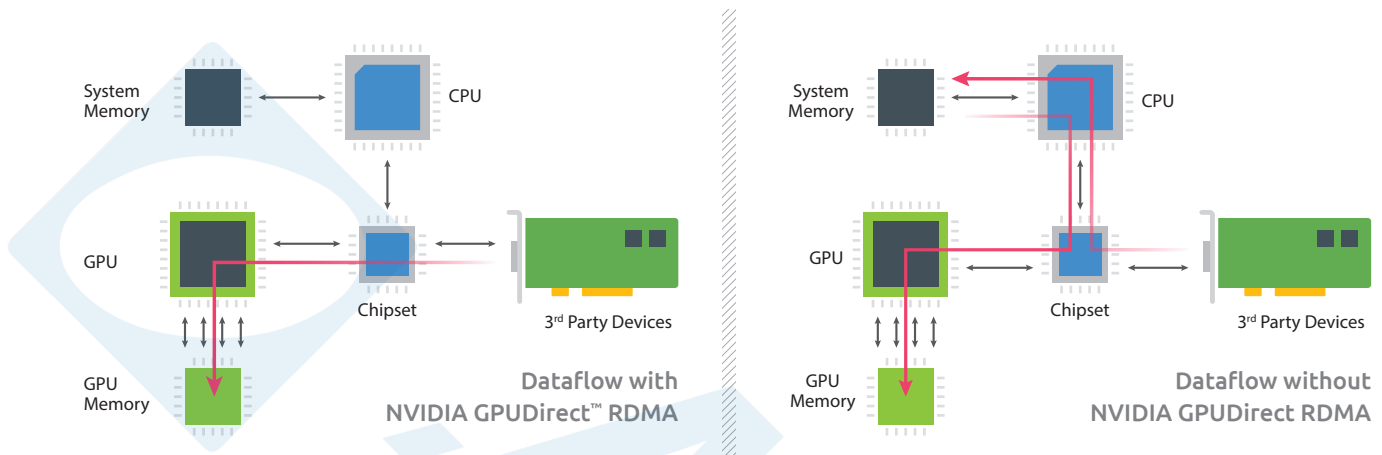 System
Memory
CPU
GPU
Chipset
3rd Party Devices
GPU
Memory
Dataflow with
NVIDIA GPUDirect™ RDMA
System
Memory
CPU
GPU
Chipset
3rd Party Devices
GPU
Memory
Dataflow without
NVIDIA GPUDirect RDMA